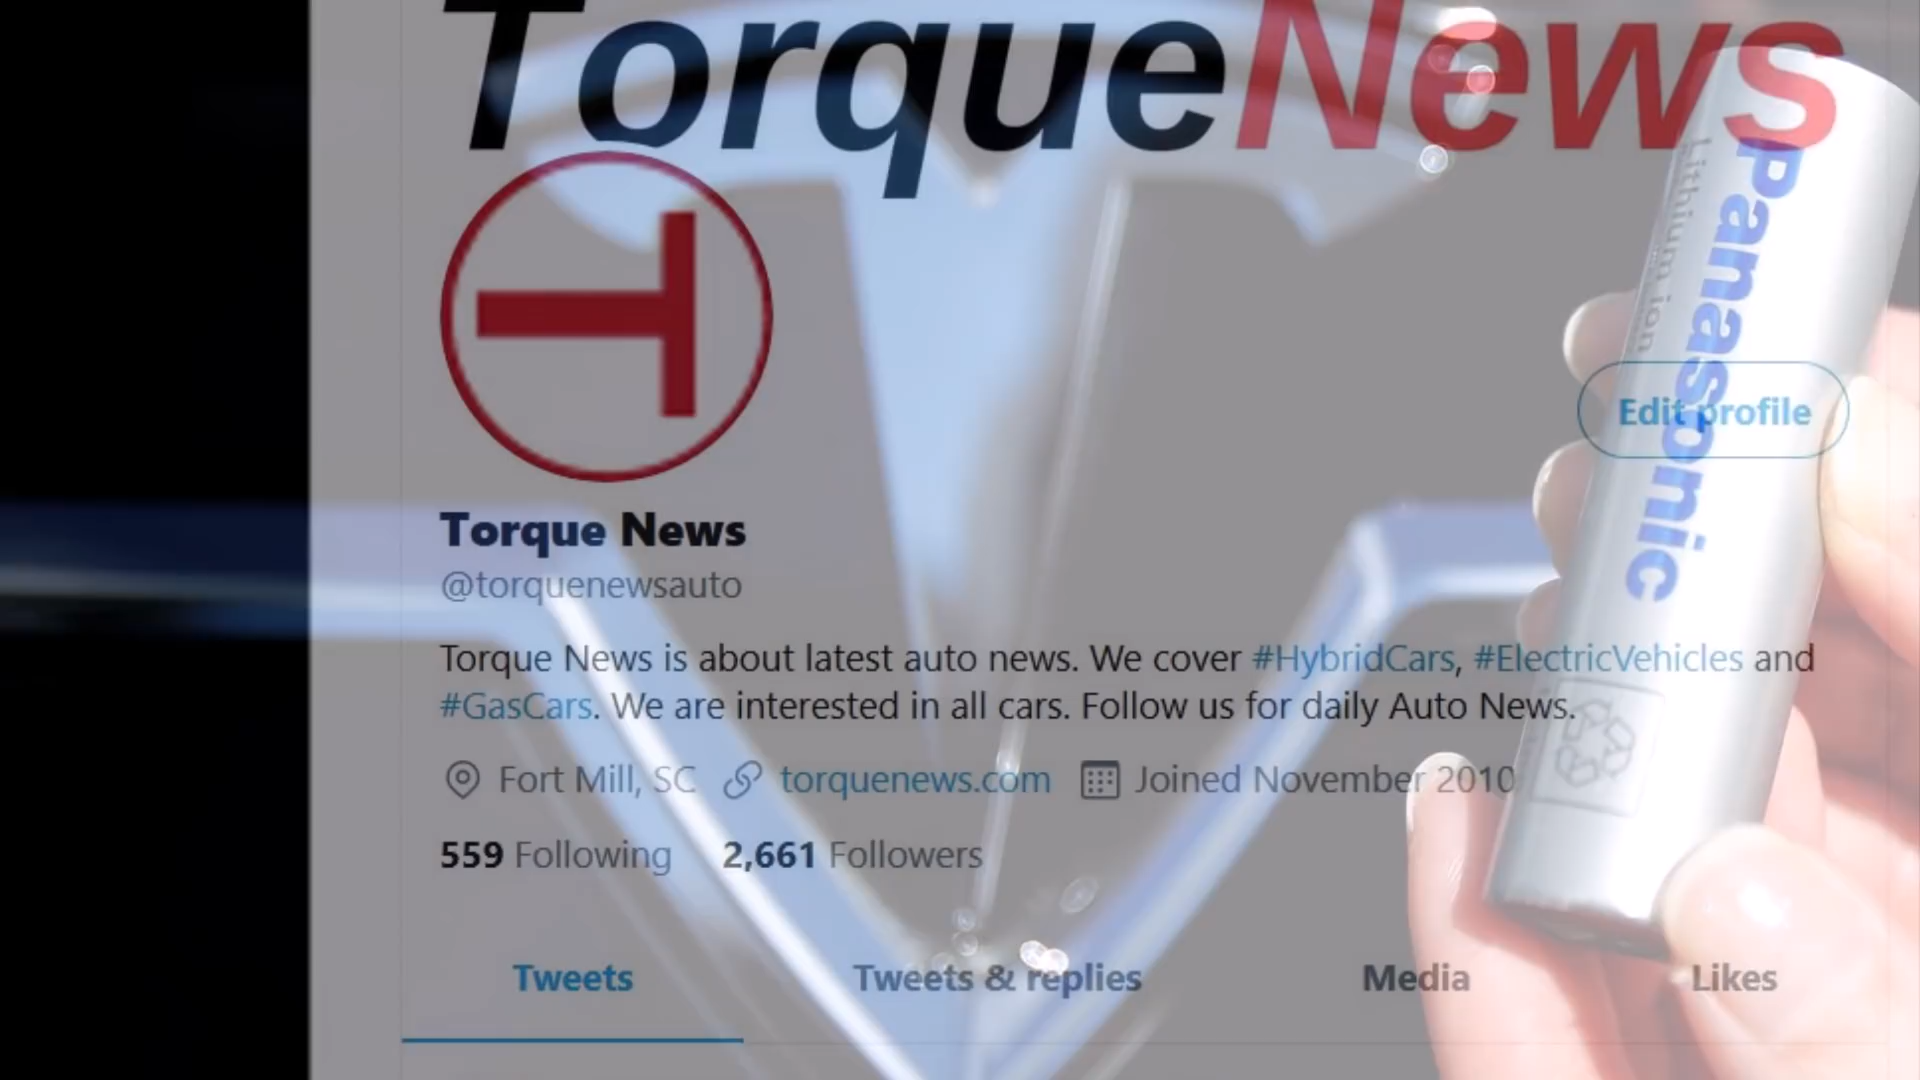 TorqueNews
T
Panasonic
Lithium ion
Edit profile
Torque News
@torquenewsauto
Torque News is about latest auto news. We cover #HybridCars, #ElectricVehicles and
#GasCars. We are interested in all cars. Follow us for daily Auto News.
Fort Mill, SC torquenews.com Joined November 2010
559 Following 2,661 Followers
Tweets Tweets & replies Media Likes